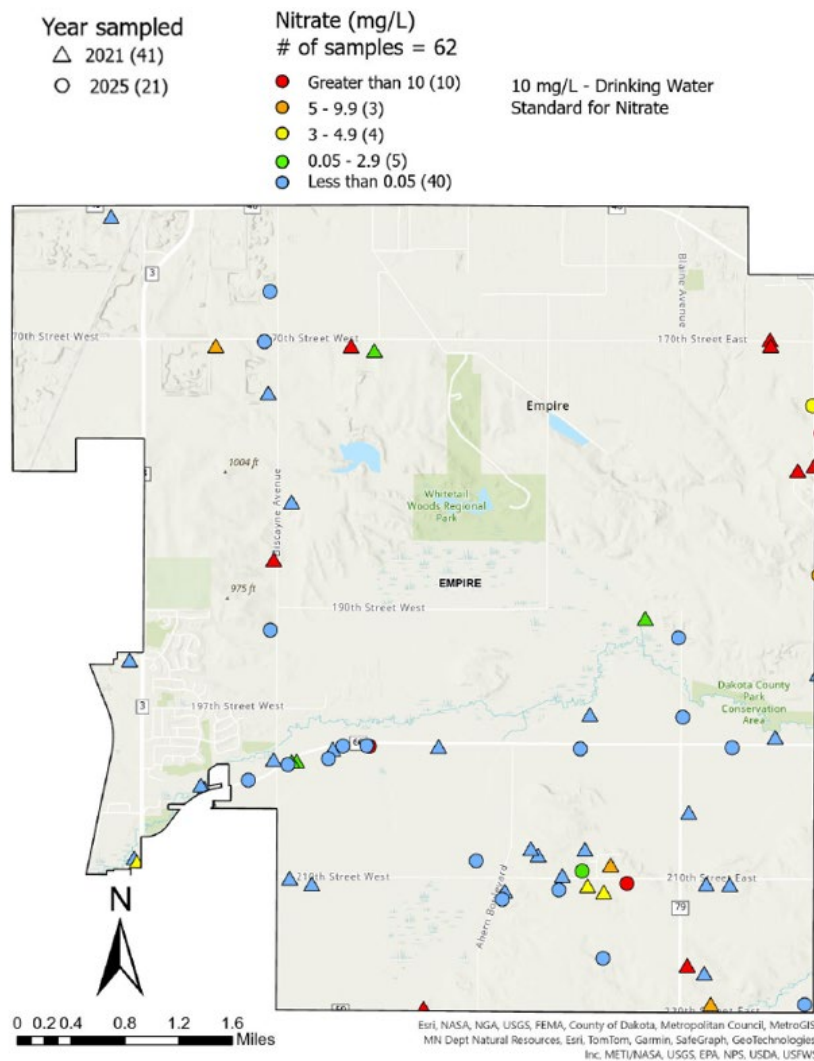 Year sampled
2021 (41)
2025 (21)
Nitrate (mg/L)
# of samples = 62
Greater than 10 (10)
5 - 9.9 (3)
3 - 4.9 (4)
0.05 - 2.9 (5)
Less than 0.05 (40)
10 mg/L - Drinking Water
Standard for Nitrate
3
Blaine Avenue
70th Street West
70th Street West
170th Street East
Empire
1004 ft
Biscayne Avenue
Whitetail
Woods Regional
Park
975 ft
EMPIRE
190th Street West
Dakota County
Park
Conservation
Area
3
197th Street West
210th Street West
Ahern Boulevard
210th Street East
79
N
0 0.2 0.4 0.8 1.2 1.6
Miles
Esri, NASA, NGA, USGS, FEMA, County of Dakota, Metropolitan Council, MetroGIS
MN Dept Natural Resources, Esri, TomTom, Garmin, SafeGraph, GeoTechnologies
Inc, METI/NASA, USGS, EPA, NPS, USDA, USFWS